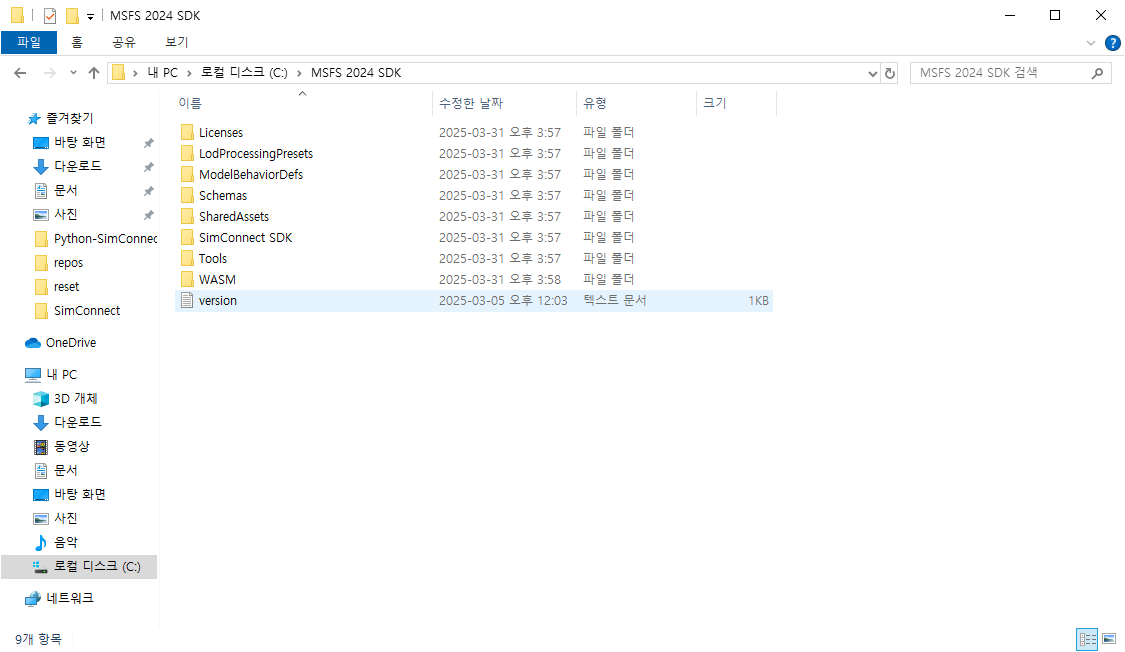 MSFS 2024 SDK
파일 홈 공유 보기
내 PC 로컬 디스크 (C:) MSFS 2024 SDK
MSFS 2024 SDK 검색
즐겨찾기
바탕 화면
다운로드
문서
사진
Python-SimConnec
repos
reset
SimConnect
OneDrive
내 PC
3D 개체
다운로드
동영상
문서
바탕 화면
사진
음악
로컬 디스크 (C:)
네트워크
이름 수정한 날짜 유형 크기
Licenses 2025-03-31 오후 3:57 파일 폴더
LodProcessingPresets 2025-03-31 오후 3:57 파일 폴더
ModelBehaviorDefs 2025-03-31 오후 3:57 파일 폴더
Schemas 2025-03-31 오후 3:57 파일 폴더
SharedAssets 2025-03-31 오후 3:57 파일 폴더
SimConnect SDK 2025-03-31 오후 3:57 파일 폴더
Tools 2025-03-31 오후 3:57 파일 폴더
WASM 2025-03-31 오후 3:58 파일 폴더
version 2025-03-05 오후 12:03 텍스트 문서 1KB
9개 항목